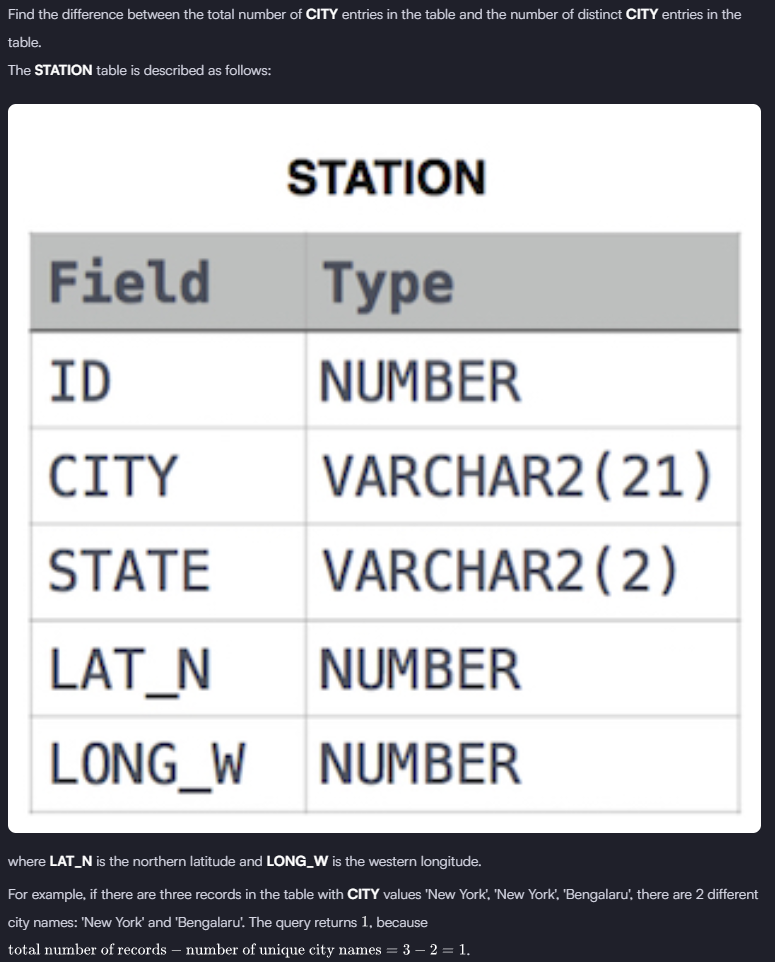 Find the difference between the total number of CITY entries in the table and the number of distinct CITY entries in the
table.
The STATION table is described as follows:
STATION
Field Type
ID NUMBER
CITY VARCHAR2(21)
STATE VARCHAR2(2)
LAT_N NUMBER
LONG_W NUMBER
where LAT_N is the northern latitude and LONG_W is the western longitude.
For example, if there are three records in the table with CITY values 'New York', 'New York', 'Bengalaru', there are 2 different
city names: 'New York' and 'Bengalaru'. The query returns 1, because
total number of records − number of unique city names = 3 − 2 = 1.